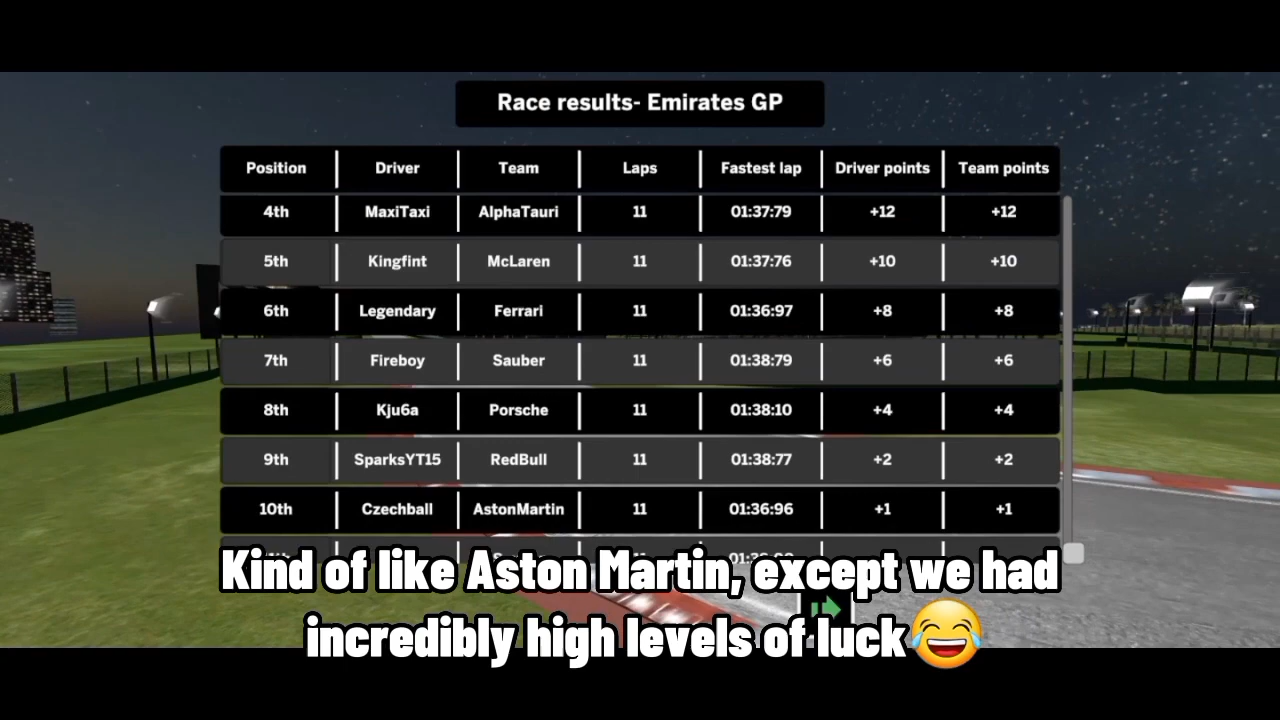 Race results- Emirates GP
Position Driver Team Laps Fastest lap Driver points Team points
4th MaxiTaxi AlphaTauri 11 01:37:79 +12 +12
5th Kingfint McLaren 11 01:37:76 +10 +10
6th Legendary Ferrari 11 01:36:97 +8 +8
7th Fireboy Sauber 11 01:38:79 +6 +6
8th Kju6a Porsche 11 01:38:10 +4 +4
9th SparksYT15 RedBull 11 01:38:77 +2 +2
10th Czechball AstonMartin 11 01:36:96 +1 +1
Kind of like Aston Martin, except we had
incredibly high levels of luck😂